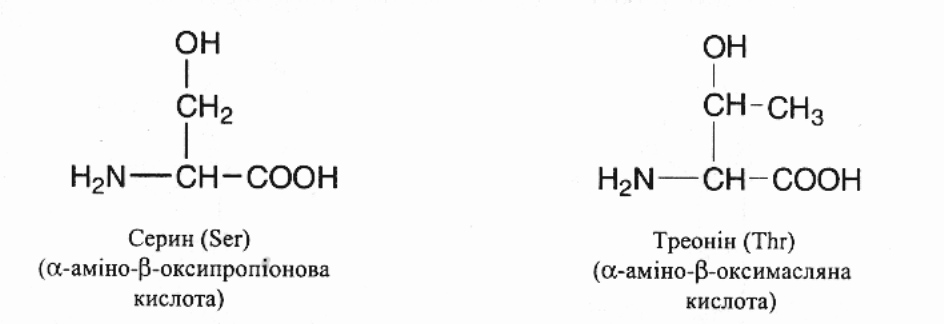 OH
CH₂
H₂N—CH–COOH
Серин (Ser)
(α-аміно-β-оксипропіонова
кислота)
OH
CH–CH₃
H₂N—CH–COOH
Треонін (Thr)
(α-аміно-β-оксимасляна
кислота)